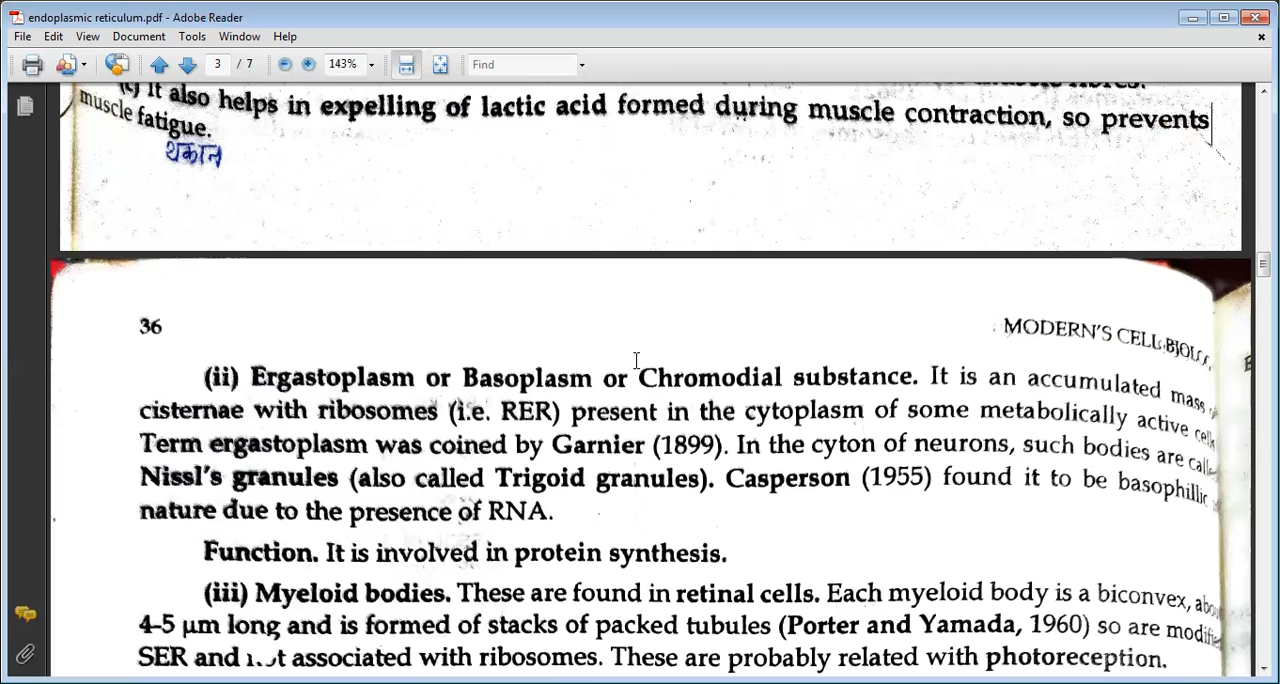 endoplasmic reticulum.pdf - Adobe Reader
File Edit View Document Tools Window Help
3 / 7 143% Find
(c) It also helps in expelling of lactic acid formed during muscle contraction, so prevents
muscle fatigue.
थकान
36
MODERN'S CELL BIOL
(ii) Ergastoplasm or Basoplasm or Chromodial substance. It is an accumulated mass
cisternae with ribosomes (i.e. RER) present in the cytoplasm of some metabolically active cell
Term ergastoplasm was coined by Garnier (1899). In the cyton of neurons, such bodies are calle
Nissl's granules (also called Trigoid granules). Casperson (1955) found it to be basophillic
nature due to the presence of RNA.
Function. It is involved in protein synthesis.
(iii) Myeloid bodies. These are found in retinal cells. Each myeloid body is a biconvex,
4-5 μm long and is formed of stacks of packed tubules (Porter and Yamada, 1960) so are modifie
SER and associated with ribosomes. These are probably related with photoreception.